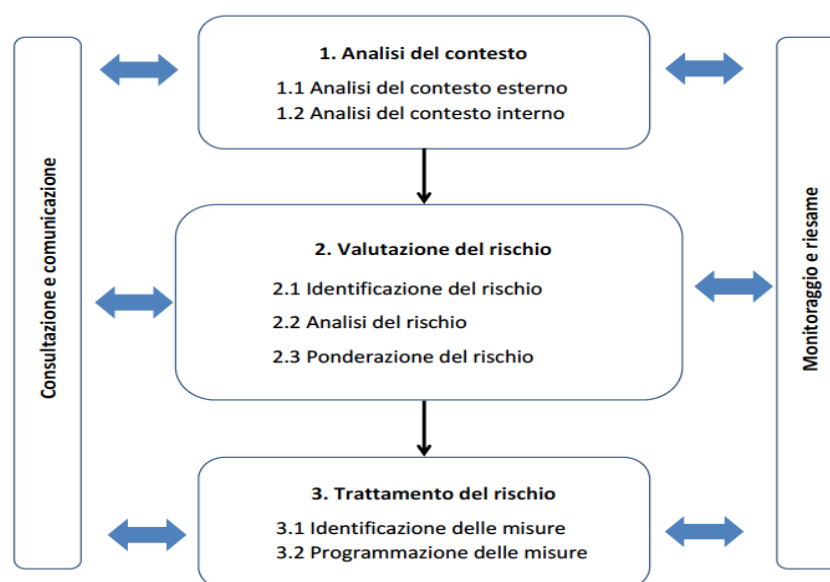 Consultazione e comunicazione
1. Analisi del contesto
1.1 Analisi del contesto esterno
1.2 Analisi del contesto interno
2. Valutazione del rischio
2.1 Identificazione del rischio
2.2 Analisi del rischio
2.3 Ponderazione del rischio
3. Trattamento del rischio
3.1 Identificazione delle misure
3.2 Programmazione delle misure
Monitoraggio e riesame